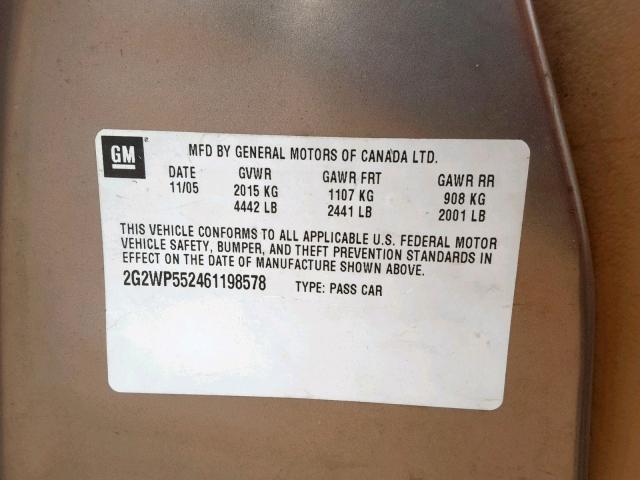 GM
MFD BY GENERAL MOTORS OF CANADA LTD.
DATE GVWR GAWR FRT GAWR RR
11/05 2015 KG 1107 KG 908 KG
4442 LB 2441 LB 2001 LB
THIS VEHICLE CONFORMS TO ALL APPLICABLE U.S. FEDERAL MOTOR
VEHICLE SAFETY, BUMPER, AND THEFT PREVENTION STANDARDS IN
EFFECT ON THE DATE OF MANUFACTURE SHOWN ABOVE.
2G2WP552461198578 TYPE: PASS CAR